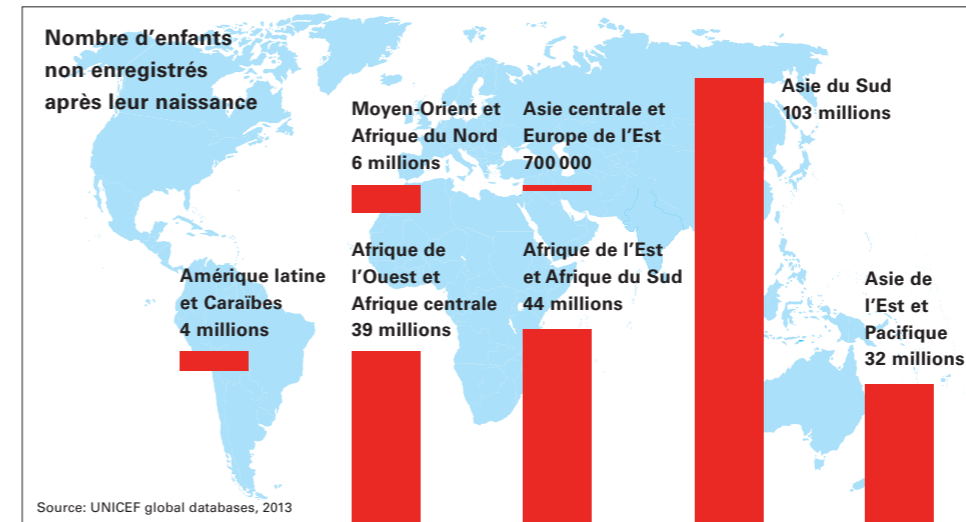 Nombre d’enfants
non enregistrés
après leur naissance
Moyen-Orient et
Afrique du Nord
6 millions
Asie centrale et
Europe de l’Est
700 000
Asie du Sud
103 millions
Amérique latine
et Caraïbes
4 millions
Afrique de
l’Ouest et
Afrique centrale
39 millions
Afrique de l’Est
et Afrique du Sud
44 millions
Asie de
l’Est et
Pacifique
32 millions
Source: UNICEF global databases, 2013